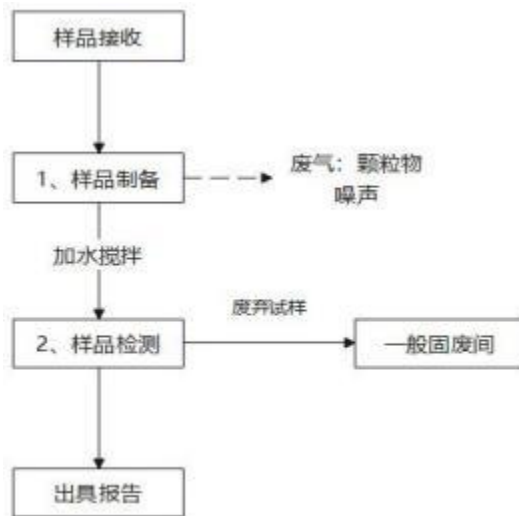 样品接收
1、样品制备
废气：颗粒物
噪声
加水搅拌
废弃试样
2、样品检测
一般固废间
出具报告